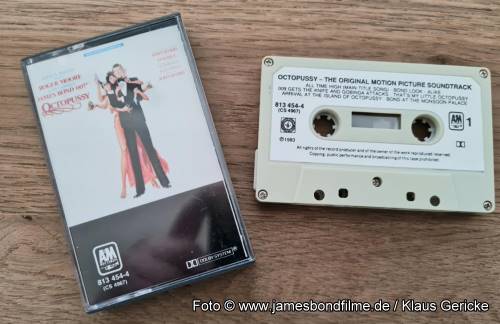 ROGER MOORE
JAMES BOND 007
OCTOPUSSY
A&M
RECORDS
813 454-4
(CS 4967)
DOLBY SYSTEM
OCTOPUSSY – THE ORIGINAL MOTION PICTURE SOUNDTRACK
ALL TIME HIGH (MAIN TITLE SONG) · BOND LOOK - ALIKE
009 GETS THE KNIFE AND GOBINDA ATTACKS · THAT'S MY LITTLE OCTOPUSSY
ARRIVAL AT THE ISLAND OF OCTOPUSSY · BOND AT THE MONSOON PALACE
813 454-4
(CS 4967)
℗ 1983
A&M
1
All rights of the record producer and of the owner of the work reproduced reserved.
Copying, public performance and broadcasting of this tape prohibited.
Foto © www.jamesbondfilme.de / Klaus Gericke